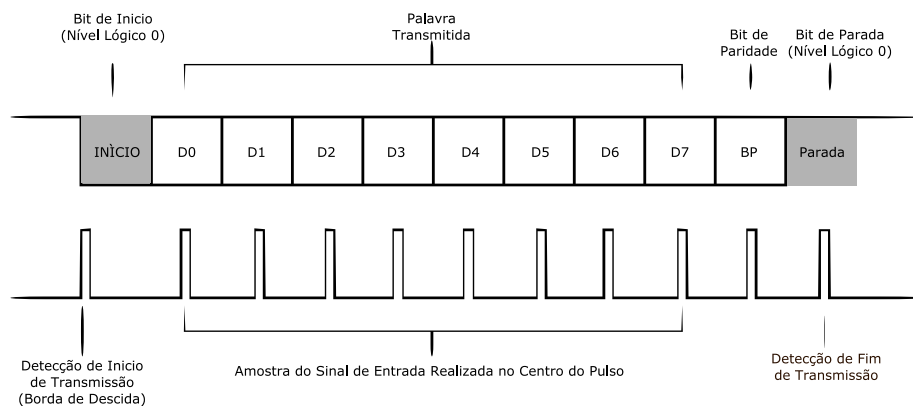 Bit de Inicio
(Nível Lógico 0)
Palavra
Transmitida
Bit de
Paridade
Bit de Parada
(Nível Lógico 0)
INÌCIO
D0
D1
D2
D3
D4
D5
D6
D7
BP
Parada
Detecção de Inicio
de Transmissão
(Borda de Descida)
Amostra do Sinal de Entrada Realizada no Centro do Pulso
Detecção de Fim
de Transmissão